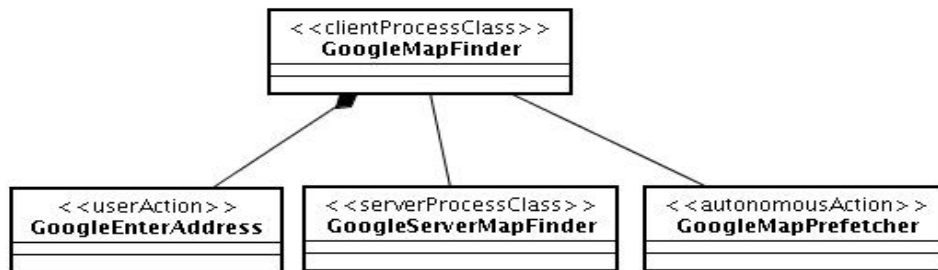 <<clientProcessClass>>
GoogleMapFinder
<<userAction>>
GoogleEnterAddress
<<serverProcessClass>>
GoogleServerMapFinder
<<autonomousAction>>
GoogleMapPrefetcher